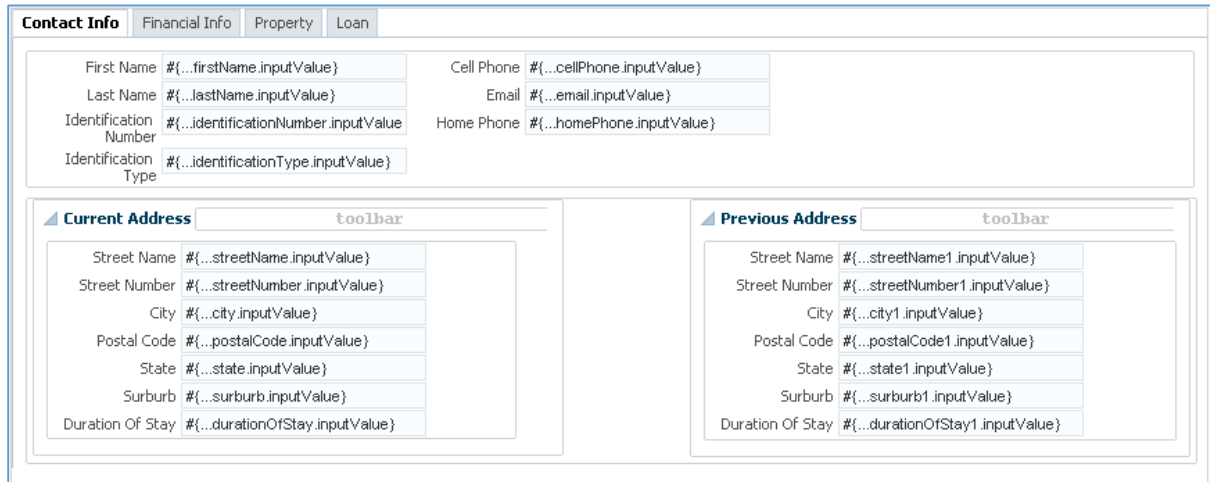 Contact Info Financial Info Property Loan
First Name #{...firstName.inputValue} Cell Phone #{...cellPhone.inputValue}
Last Name #{...lastName.inputValue} Email #{...email.inputValue}
Identification Number #{...identificationNumber.inputValue Home Phone #{...homePhone.inputValue}
Identification Type #{...identificationType.inputValue}
Current Address toolbar
Street Name #{...streetName.inputValue}
Street Number #{...streetNumber.inputValue}
City #{...city.inputValue}
Postal Code #{...postalCode.inputValue}
State #{...state.inputValue}
Surburb #{...surburb.inputValue}
Duration Of Stay #{...durationOfStay.inputValue}
Previous Address toolbar
Street Name #{...streetName1.inputValue}
Street Number #{...streetNumber1.inputValue}
City #{...city1.inputValue}
Postal Code #{...postalCode1.inputValue}
State #{...state1.inputValue}
Surburb #{...surburb1.inputValue}
Duration Of Stay #{...durationOfStay1.inputValue}